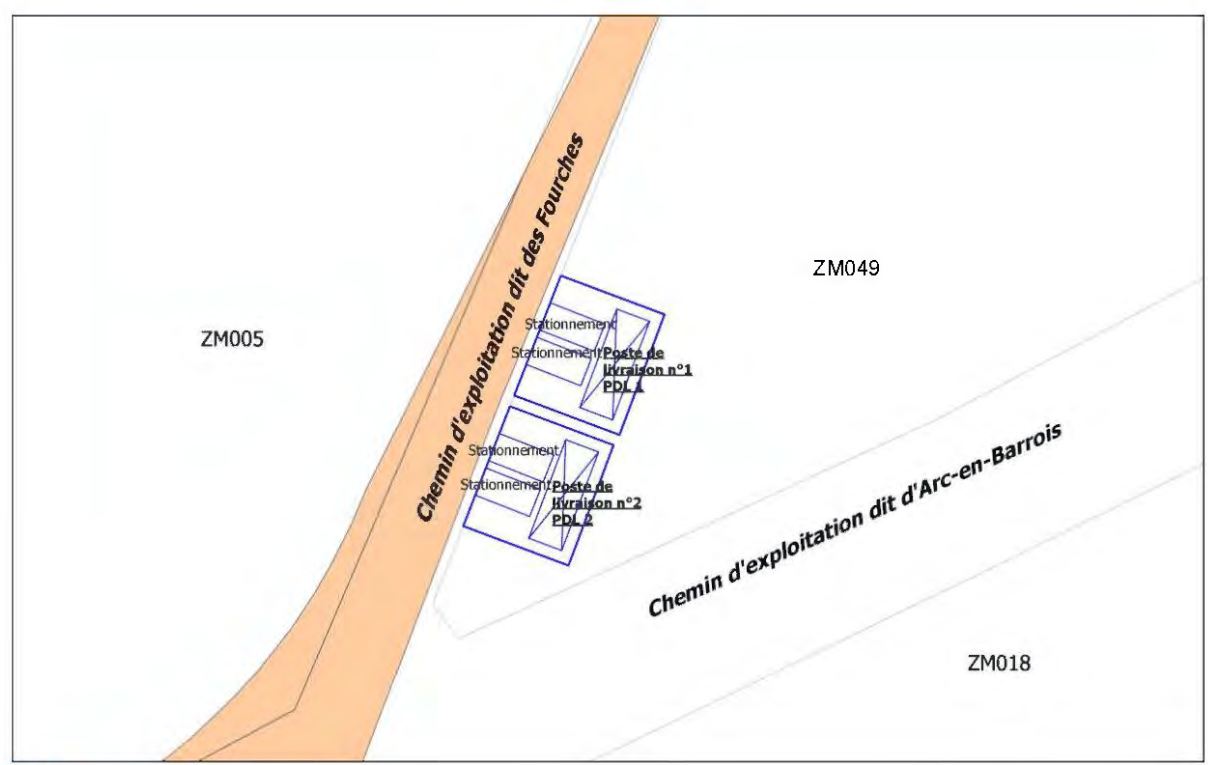 Chemin d'exploitation dit des Fourches
ZM049
ZM005
Stationnement
Stationnement
Poste de
livraison n°1
PDL 1
Stationnement
Stationnement
Poste de
livraison n°2
PDL 2
Chemin d'exploitation dit d'Arc-en-Barrois
ZM018